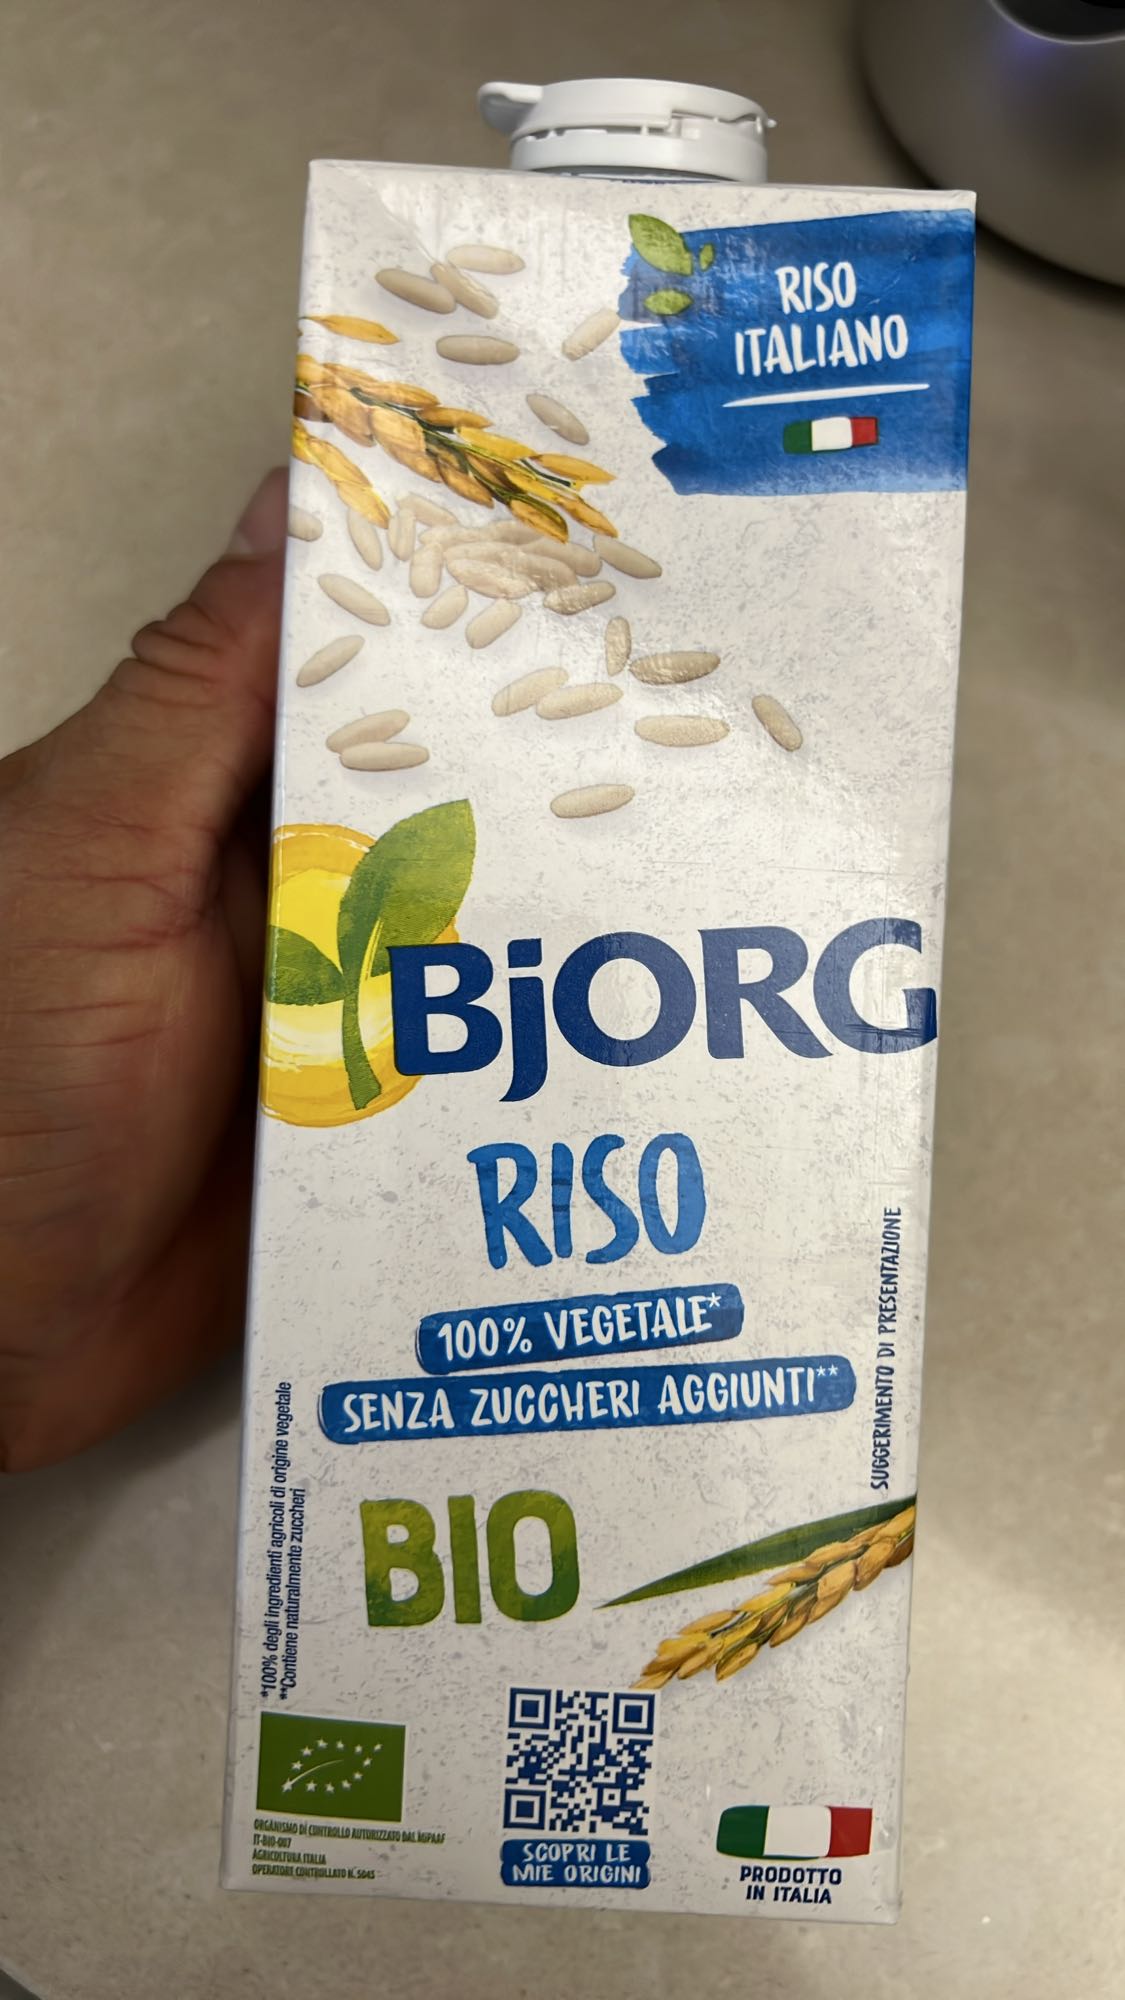 RISO
ITALIANO
BjORG
RISO
100% VEGETALE*
SENZA ZUCCHERI AGGIUNTI**
SUGGERIMENTO DI PRESENTAZIONE
BIO
*100% degli ingredienti agricoli di origine vegetale
**Contiene naturalmente zuccheri
ORGANISMO DI CONTROLLO AUTORIZZATO DAL MIPAAF
IT-BIO-007
AGRICOLTURA ITALIA
OPERATORE CONTROLLATO N. 5045
SCOPRI LE
MIE ORIGINI
PRODOTTO
IN ITALIA